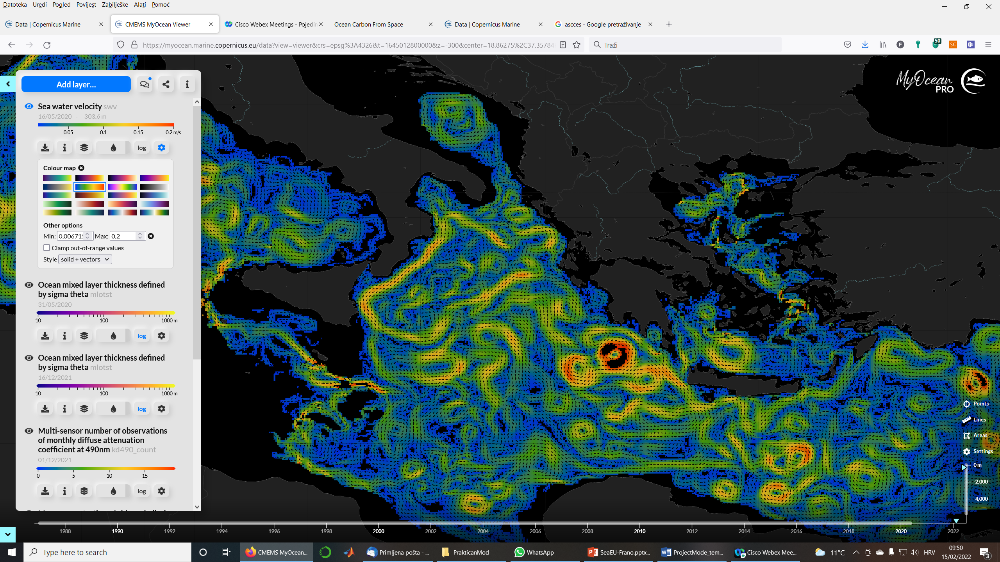 Datoteka Uredi Pogled Povijest Zabilješke Alati Pomoć
Data | Copernicus Marine
CMEMS MyOcean Viewer
Cisco Webex Meetings - Pojedin
Ocean Carbon From Space
Data | Copernicus Marine
ascces - Google pretraživanje
https://myocean.marine.copernicus.eu/data?view=viewer&crs=epsg%3A4326&t=1645012800000&z=-300&center=18.86275%2C37.35784
Traži
50
F
SC
MyOcean
PRO
Add layer...
Sea water velocity swv
16/05/2020 · -303.6 m
0.05 0.1 0.15 0.2 m/s
log
Colour map
Other options
Min: 0,00671 Max: 0,2
Clamp out-of-range values
Style solid + vectors
Ocean mixed layer thickness defined
by sigma theta mlotst
31/05/2020
10 100 1000 m
log
Ocean mixed layer thickness defined
by sigma theta mlotst
16/12/2021
10 100 1000 m
log
Multi-sensor number of observations
of monthly diffuse attenuation
coefficient at 490nm kd490_count
01/12/2021
0 5 10 15
log
Points
Lines
Areas
Settings
0 m
-2,000
-4,000
1988 1990 1992 1994 1996 1998 2000 2002 2004 2006 2008 2010 2012 2014 2016 2018 2020 2022
Type here to search
CMEMS MyOcean...
Primljena pošta - ...
PrakticanMod
WhatsApp
SeaEU-Frano.pptx...
ProjectMode_tem...
Cisco Webex Mee...
11°C
HRV
09:50
15/02/2022
3